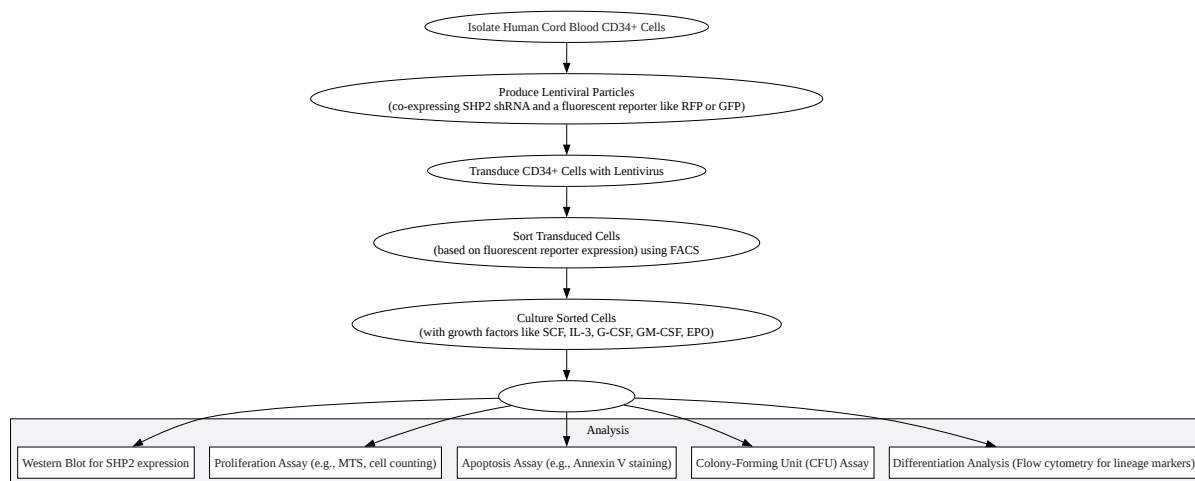 Isolate Human Cord Blood CD34+ Cells
Produce Lentiviral Particles
(co-expressing SHP2 shRNA and a fluorescent reporter like RFP or GFP)
Transduce CD34+ Cells with Lentivirus
Sort Transduced Cells
(based on fluorescent reporter expression) using FACS
Culture Sorted Cells
(with growth factors like SCF, IL-3, G-CSF, GM-CSF, EPO)
Analysis
Western Blot for SHP2 expression
Proliferation Assay (e.g., MTS, cell counting)
Apoptosis Assay (e.g., Annexin V staining)
Colony-Forming Unit (CFU) Assay
Differentiation Analysis (Flow cytometry for lineage markers)